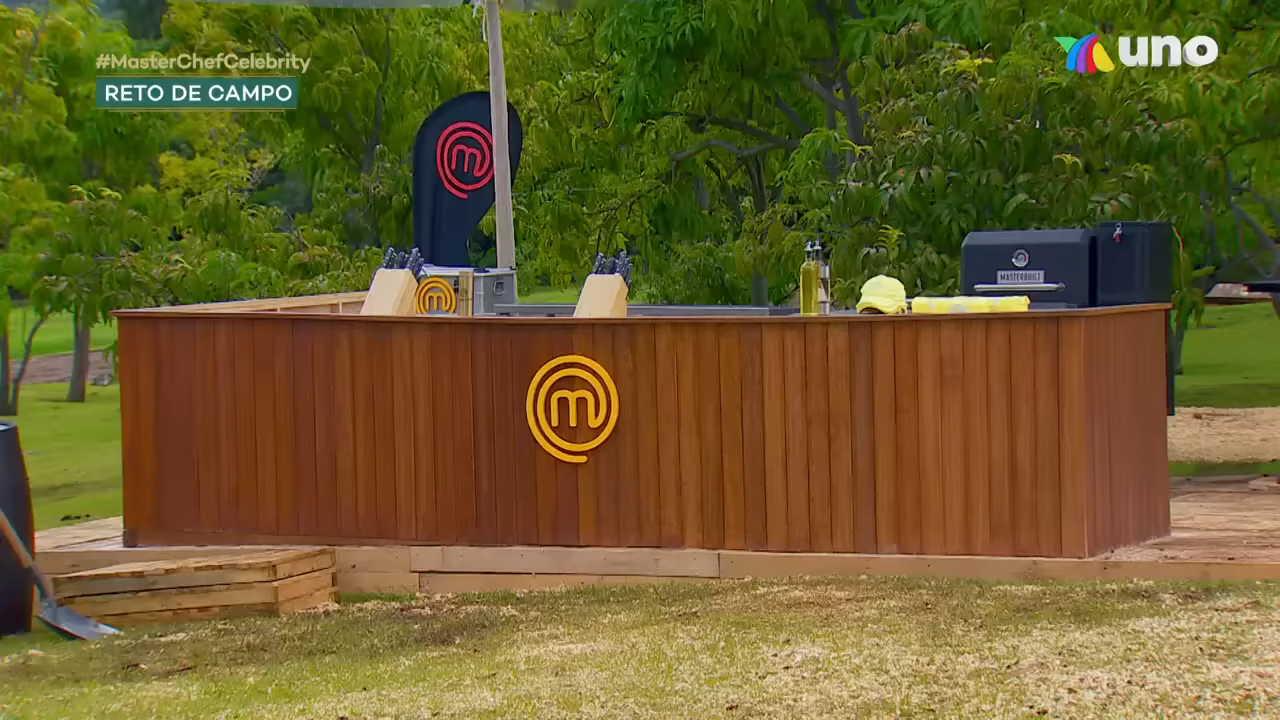 #MasterChefCelebrity
RETO DE CAMPO
uno
m
m
m
MASTERBUILT